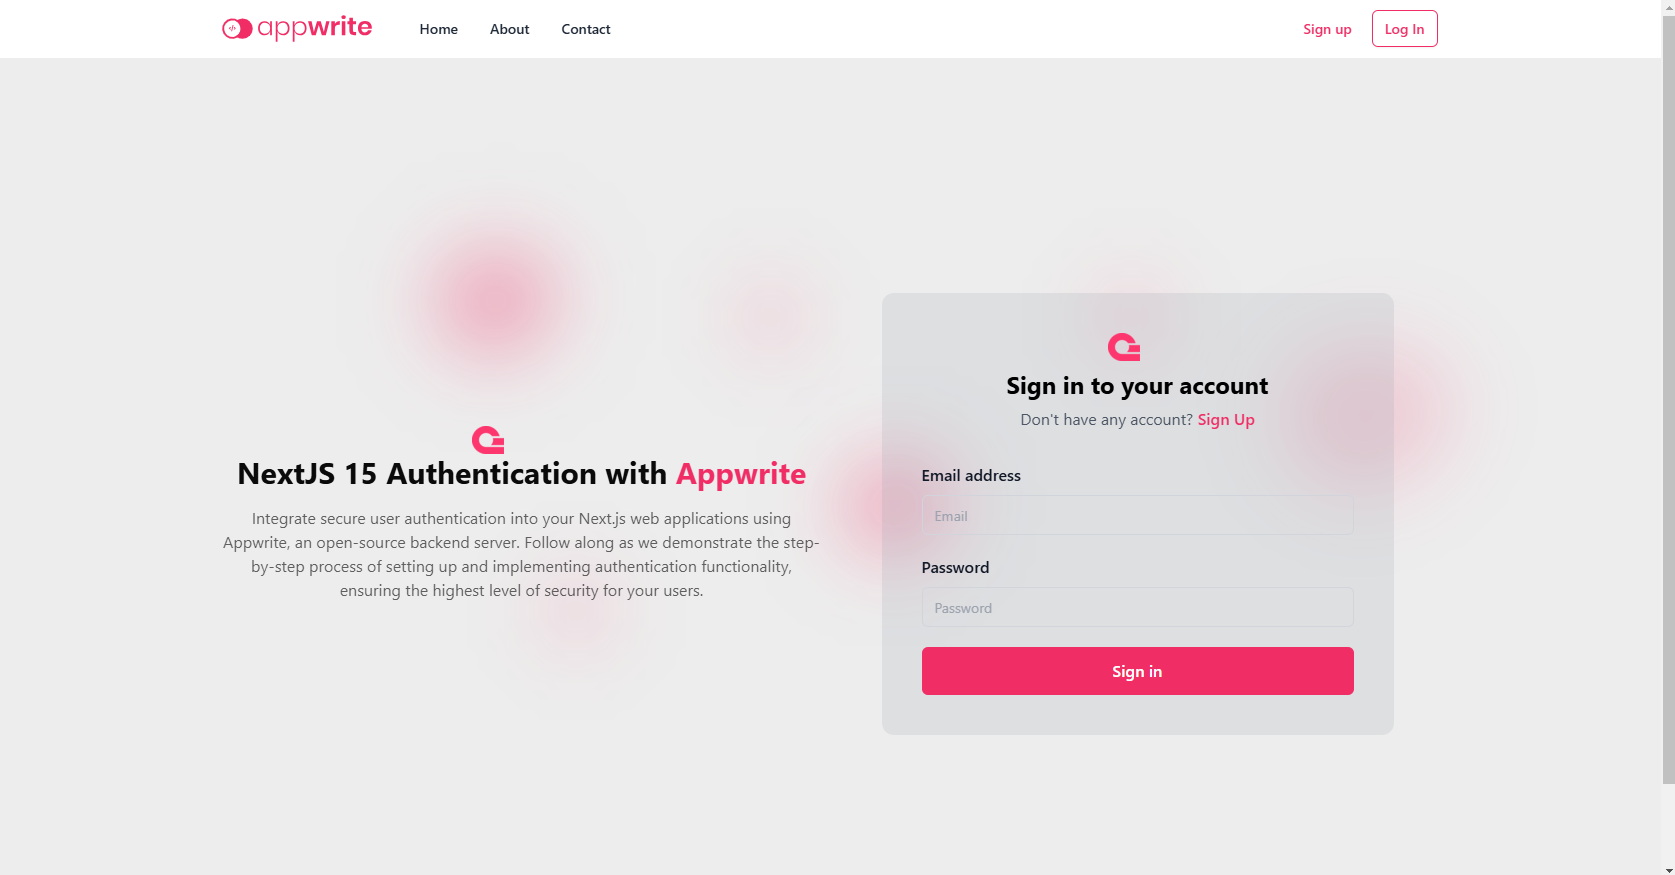 appwrite
Home
About
Contact
Sign up
Log In
NextJS 15 Authentication with Appwrite
Integrate secure user authentication into your Next.js web applications using
Appwrite, an open-source backend server. Follow along as we demonstrate the step-
by-step process of setting up and implementing authentication functionality,
ensuring the highest level of security for your users.
Sign in to your account
Don't have any account? Sign Up
Email address
Email
Password
Password
Sign in